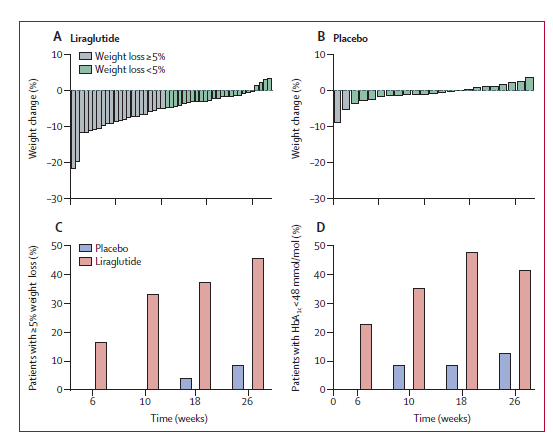 A Liraglutide
Weight loss ≥5%
Weight loss <5%
Weight change (%)
10
0
−10
−20
−30
B Placebo
Weight change (%)
10
0
−10
−20
−30
C
Placebo
Liraglutide
Patients with ≥5% weight loss (%)
50
40
30
20
10
0
6 10 18 26
Time (weeks)
D
Patients with HbA1c <48 mmol/mol (%)
50
40
30
20
10
0
0 6 10 18 26
Time (weeks)